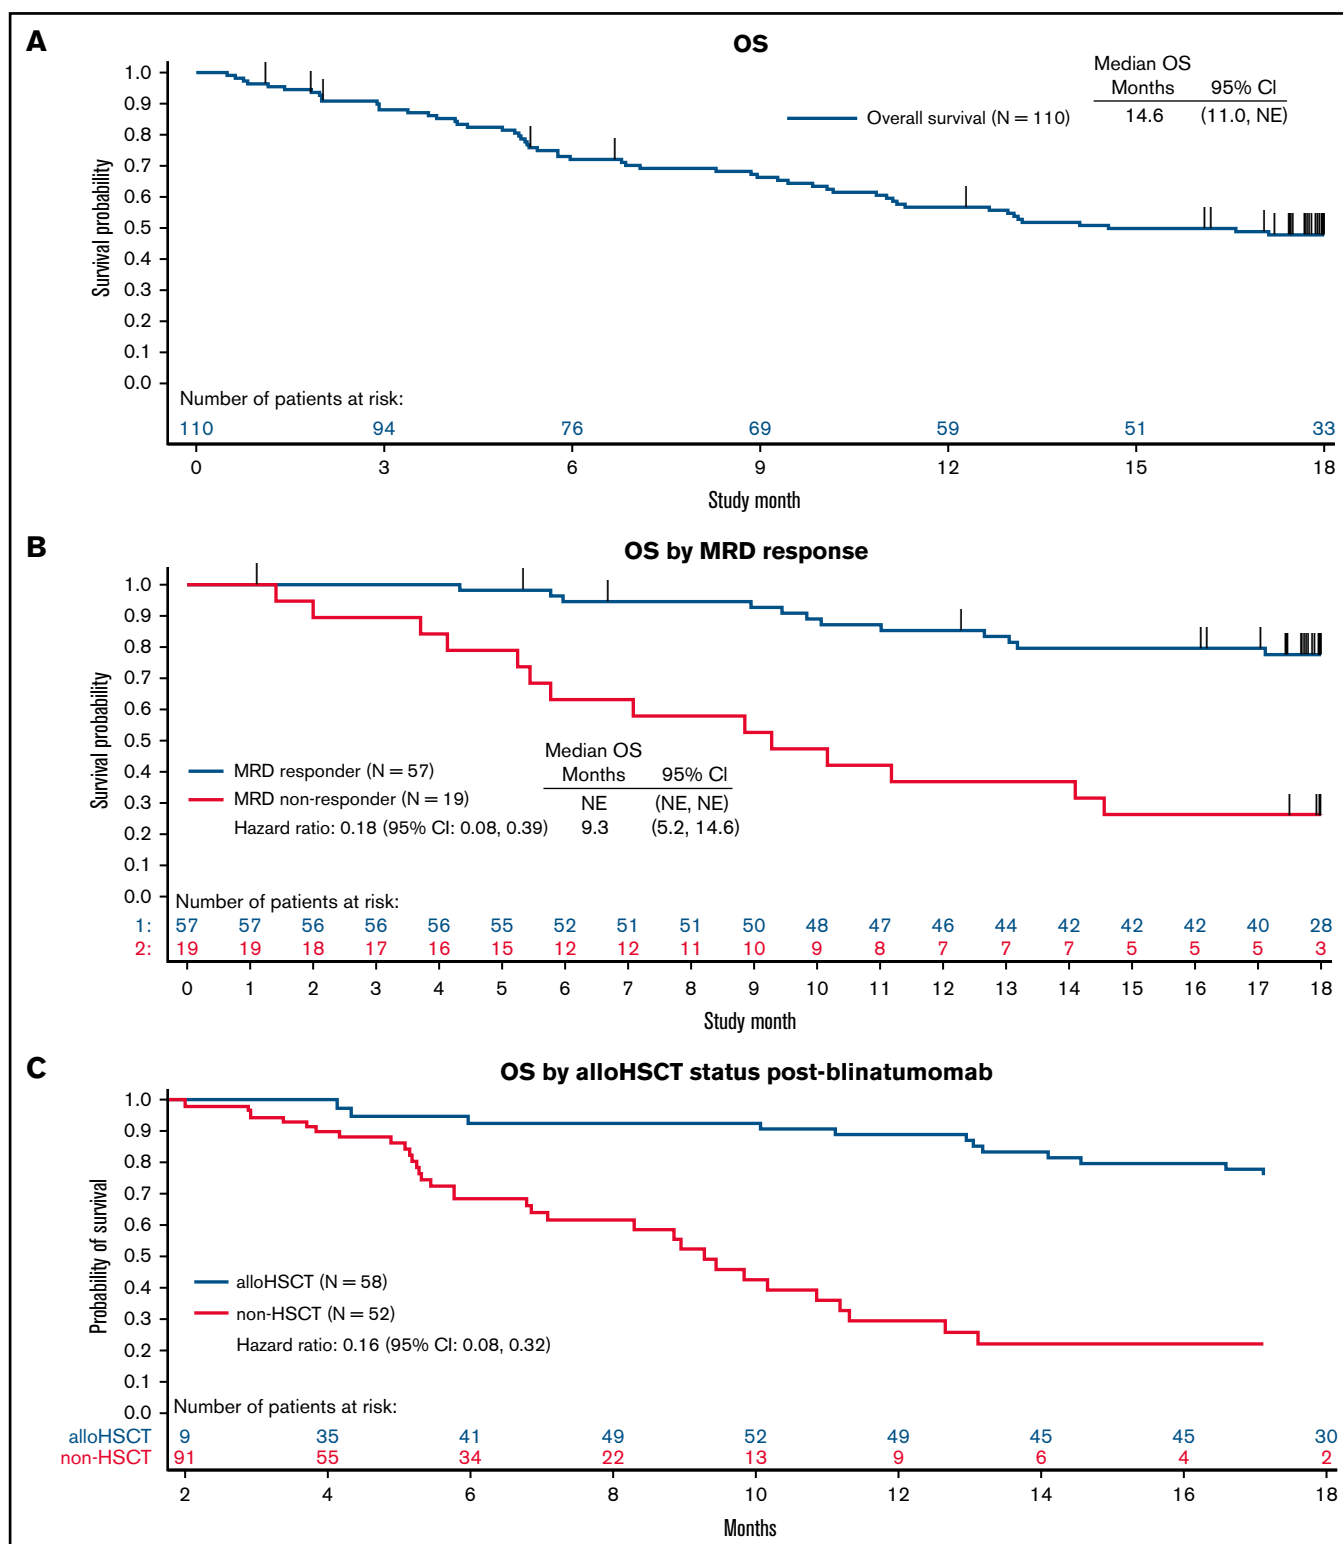 A
OS
Median OS
Months 95% CI
Overall survival (N = 110) 14.6 (11.0, NE)
Survival probability
1.0
0.9
0.8
0.7
0.6
0.5
0.4
0.3
0.2
0.1
0.0
Number of patients at risk:
110 94 76 69 59 51 33
0 3 6 9 12 15 18
Study month
B
OS by MRD response
Survival probability
1.0
0.9
0.8
0.7
0.6
0.5
0.4
0.3
0.2
0.1
0.0
Median OS
Months 95% CI
MRD responder (N = 57) NE (NE, NE)
MRD non-responder (N = 19) 9.3 (5.2, 14.6)
Hazard ratio: 0.18 (95% CI: 0.08, 0.39)
Number of patients at risk:
1: 57 57 56 56 56 55 52 51 51 50 48 47 46 44 42 42 42 40 28
2: 19 19 18 17 16 15 12 12 11 10 9 8 7 7 7 5 5 5 3
0 1 2 3 4 5 6 7 8 9 10 11 12 13 14 15 16 17 18
Study month
C
OS by alloHSCT status post-blinatumomab
Probability of survival
1.0
0.9
0.8
0.7
0.6
0.5
0.4
0.3
0.2
0.1
0.0
alloHSCT (N = 58)
non-HSCT (N = 52)
Hazard ratio: 0.16 (95% CI: 0.08, 0.32)
Number of patients at risk:
alloHSCT 9 35 41 49 52 49 45 45 30
non-HSCT 91 55 34 22 13 9 6 4 2
2 4 6 8 10 12 14 16 18
Months